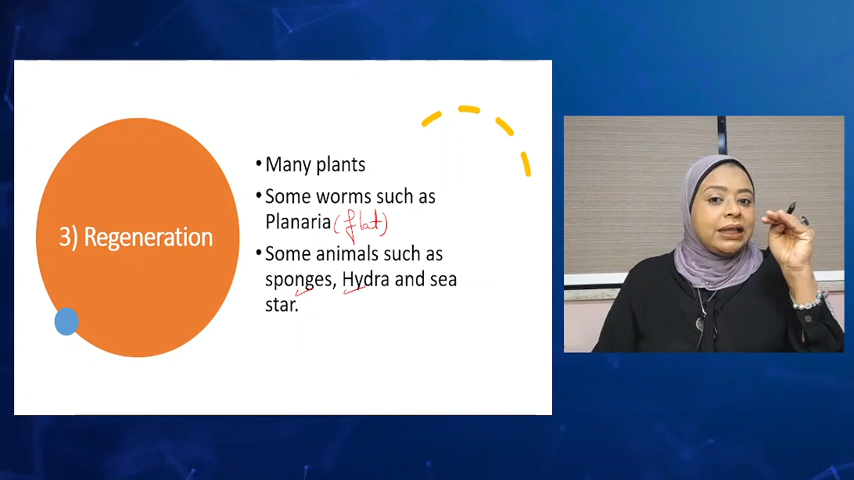 3) Regeneration
•Many plants
•Some worms such as
Planaria (flat)
•Some animals such as
sponges, Hydra and sea
star.